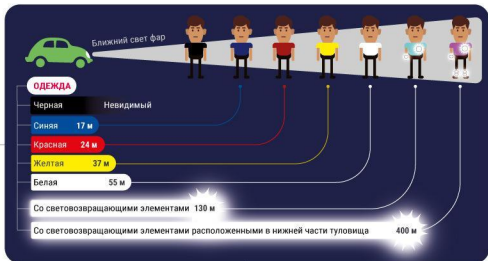 Ближний свет фар
ОДЕЖДА
Черная Невидимый
Синяя 17 м
Красная 24 м
Желтая 37 м
Белая 55 м
Со световозвращающими элементами 130 м
Со световозвращающими элементами расположенными в нижней части туловища 400 м